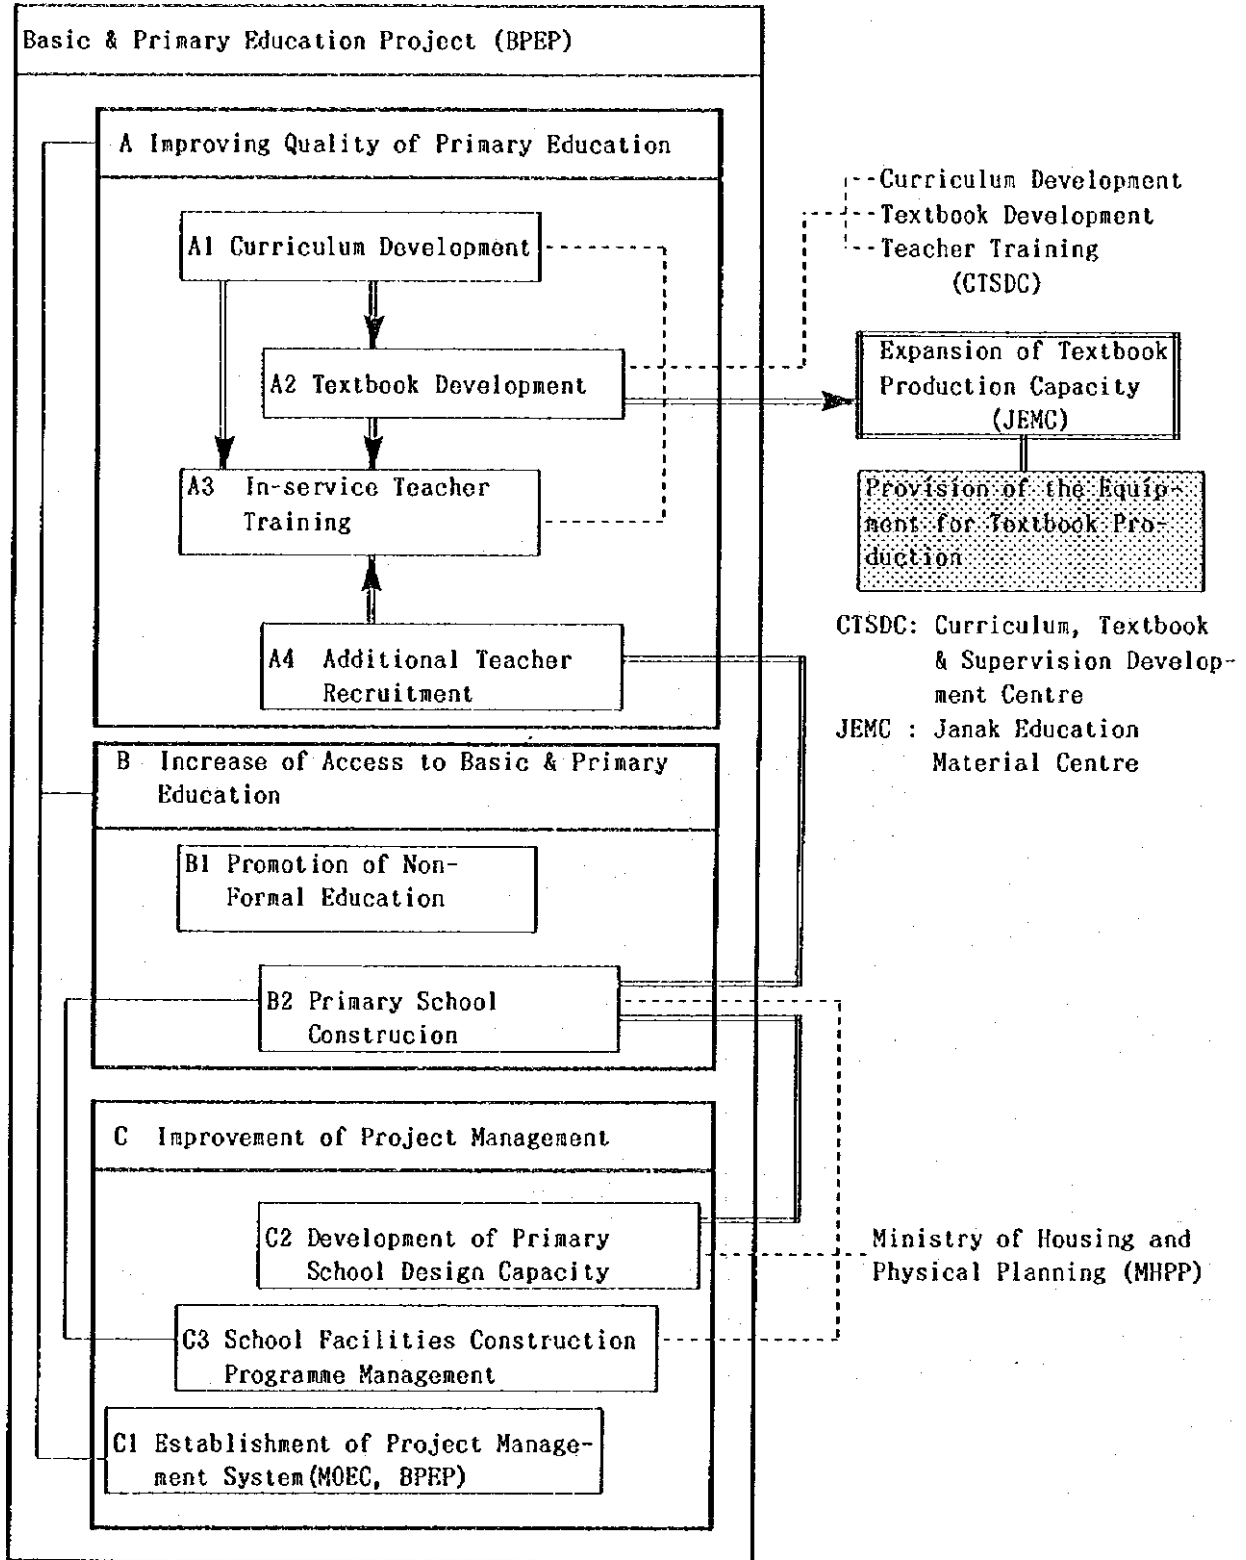 Basic & Primary Education Project (BPEP)
A Improving Quality of Primary Education
A1 Curriculum Development
A2 Textbook Development
A3 In-service Teacher
Training
A4 Additional Teacher
Recruitment
B Increase of Access to Basic & Primary
Education
B1 Promotion of Non-
Formal Education
B2 Primary School
Construcion
C Improvement of Project Management
C2 Development of Primary
School Design Capacity
C3 School Facilities Construction
Programme Management
C1 Establishment of Project Manage-
ment System(MOEC, BPEP)
Curriculum Development
Textbook Development
Teacher Training
(CTSDC)
Expansion of Textbook
Production Capacity
(JEMC)
Provision of the Equip-
ment for Textbook Pro-
duction
CTSDC: Curriculum, Textbook
& Supervision Develop-
ment Centre
JEMC : Janak Education
Material Centre
Ministry of Housing and
Physical Planning (MHPP)